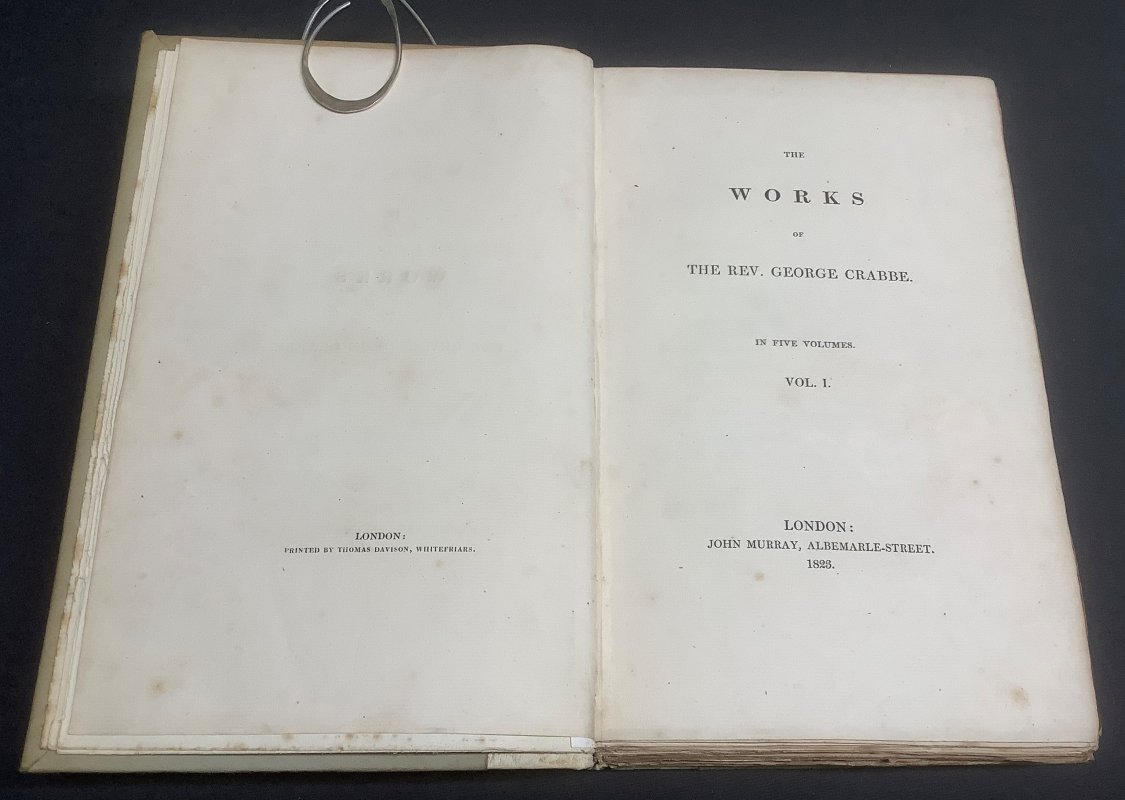 LONDON:
PRINTED BY THOMAS DAVISON, WHITEFRIARS.
THE
WORKS
OF
THE REV. GEORGE CRABBE.
IN FIVE VOLUMES.
VOL. I.
LONDON:
JOHN MURRAY, ALBEMARLE-STREET.
1823.